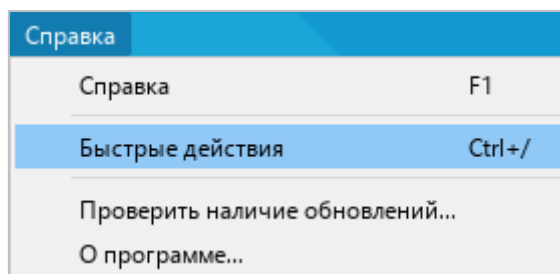 Справка
Справка F1
Быстрые действия Ctrl+/
Проверить наличие обновлений...
О программе...